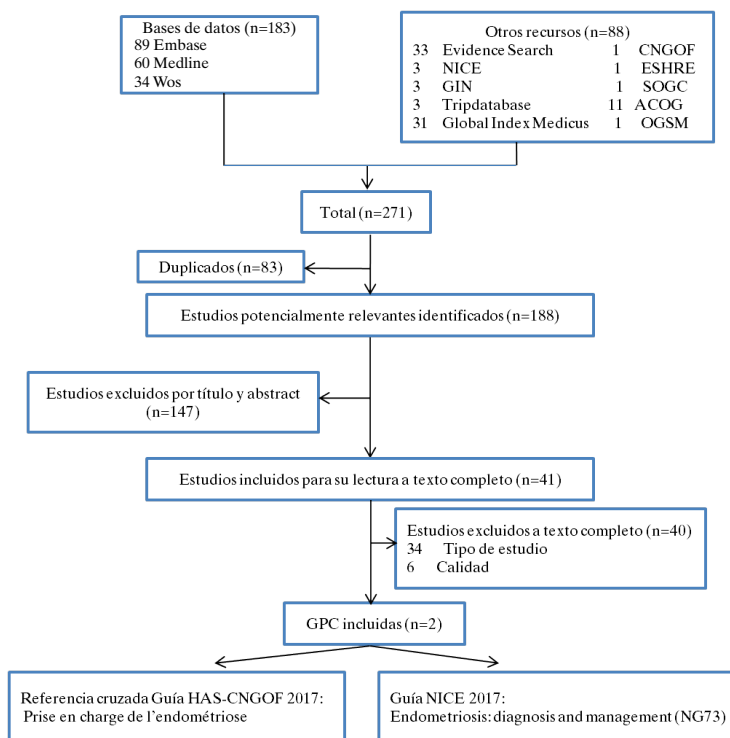 Bases de datos (n=183)
89 Embase
60 Medline
34 Wos
Otros recursos (n=88)
33 Evidence Search 1 CNGOF
3 NICE 1 ESHRE
3 GIN 1 SOGC
3 Tripdatabase 11 ACOG
31 Global Index Medicus 1 OGSM
Total (n=271)
Duplicados (n=83)
Estudios potencialmente relevantes identificados (n=188)
Estudios excluidos por título y abstract
(n=147)
Estudios incluidos para su lectura a texto completo (n=41)
Estudios excluidos a texto completo (n=40)
34 Tipo de estudio
6 Calidad
GPC incluidas (n=2)
Referencia cruzada Guía HAS-CNGOF 2017:
Prise en charge de l'endométriose
Guía NICE 2017:
Endometriosis: diagnosis and management (NG73)